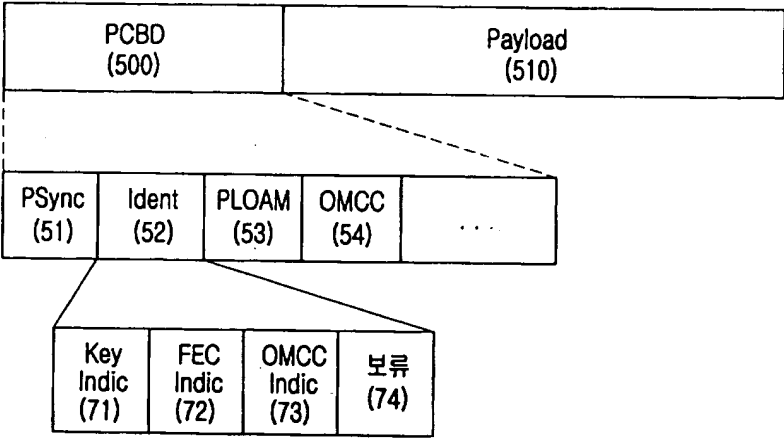 PCBD
(500)
Payload
(510)
PSync
(51)
Ident
(52)
PLOAM
(53)
OMCC
(54)
....
Key
Indic
(71)
FEC
Indic
(72)
OMCC
Indic
(73)
보류
(74)